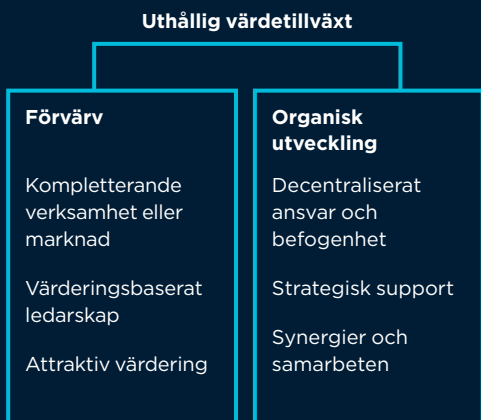 Uthållig värdetillväxt
Förvärv
Kompletterande
verksamhet eller
marknad
Värderingsbaserat
ledarskap
Attraktiv värdering
Organisk
utveckling
Decentraliserat
ansvar och
befogenhet
Strategisk support
Synergier och
samarbeten